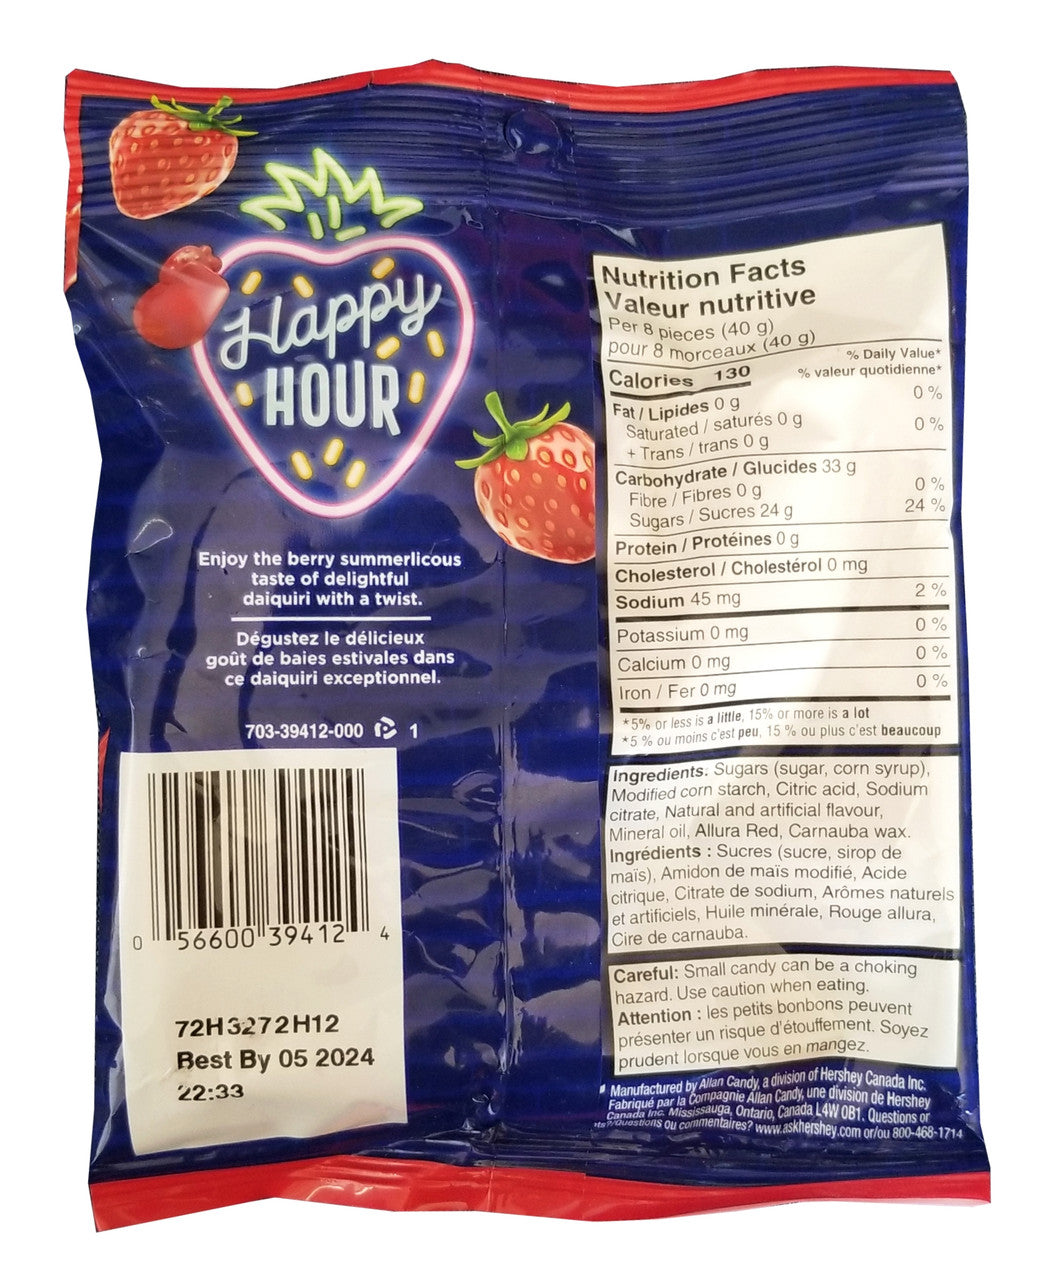 Happy
HOUR
Enjoy the berry summerlicous
taste of delightful
daiquiri with a twist.
Dégustez le délicieux
goût de baies estivales dans
ce daiquiri exceptionnel.
703-39412-000 1
0 56600 39412 4
72H3272H12
Best By 05 2024
22:33
Nutrition Facts
Valeur nutritive
Per 8 pieces (40 g)
pour 8 morceaux (40 g)
Calories 130
% Daily Value*
% valeur quotidienne*
Fat / Lipides 0 g 0 %
Saturated / saturés 0 g 0 %
+ Trans / trans 0 g
Carbohydrate / Glucides 33 g
Fibre / Fibres 0 g 0 %
Sugars / Sucres 24 g 24 %
Protein / Protéines 0 g
Cholesterol / Cholestérol 0 mg
Sodium 45 mg 2 %
Potassium 0 mg 0 %
Calcium 0 mg 0 %
Iron / Fer 0 mg 0 %
*5% or less is a little, 15% or more is a lot
*5 % ou moins c'est peu, 15 % ou plus c'est beaucoup
Ingredients: Sugars (sugar, corn syrup),
Modified corn starch, Citric acid, Sodium
citrate, Natural and artificial flavour,
Mineral oil, Allura Red, Carnauba wax.
Ingrédients : Sucres (sucre, sirop de
maïs), Amidon de maïs modifié, Acide
citrique, Citrate de sodium, Arômes naturels
et artificiels, Huile minérale, Rouge allura,
Cire de carnauba.
Careful: Small candy can be a choking
hazard. Use caution when eating.
Attention : les petits bonbons peuvent
présenter un risque d'étouffement. Soyez
prudent lorsque vous en mangez.
Manufactured by Allan Candy, a division of Hershey Canada Inc.
Fabriqué par la Compagnie Allan Candy, une division de Hershey
Canada Inc. Mississauga, Ontario, Canada L4W 0B1. Questions or
Questions ou commentaires? www.askhershey.com or/ou 800-468-1714